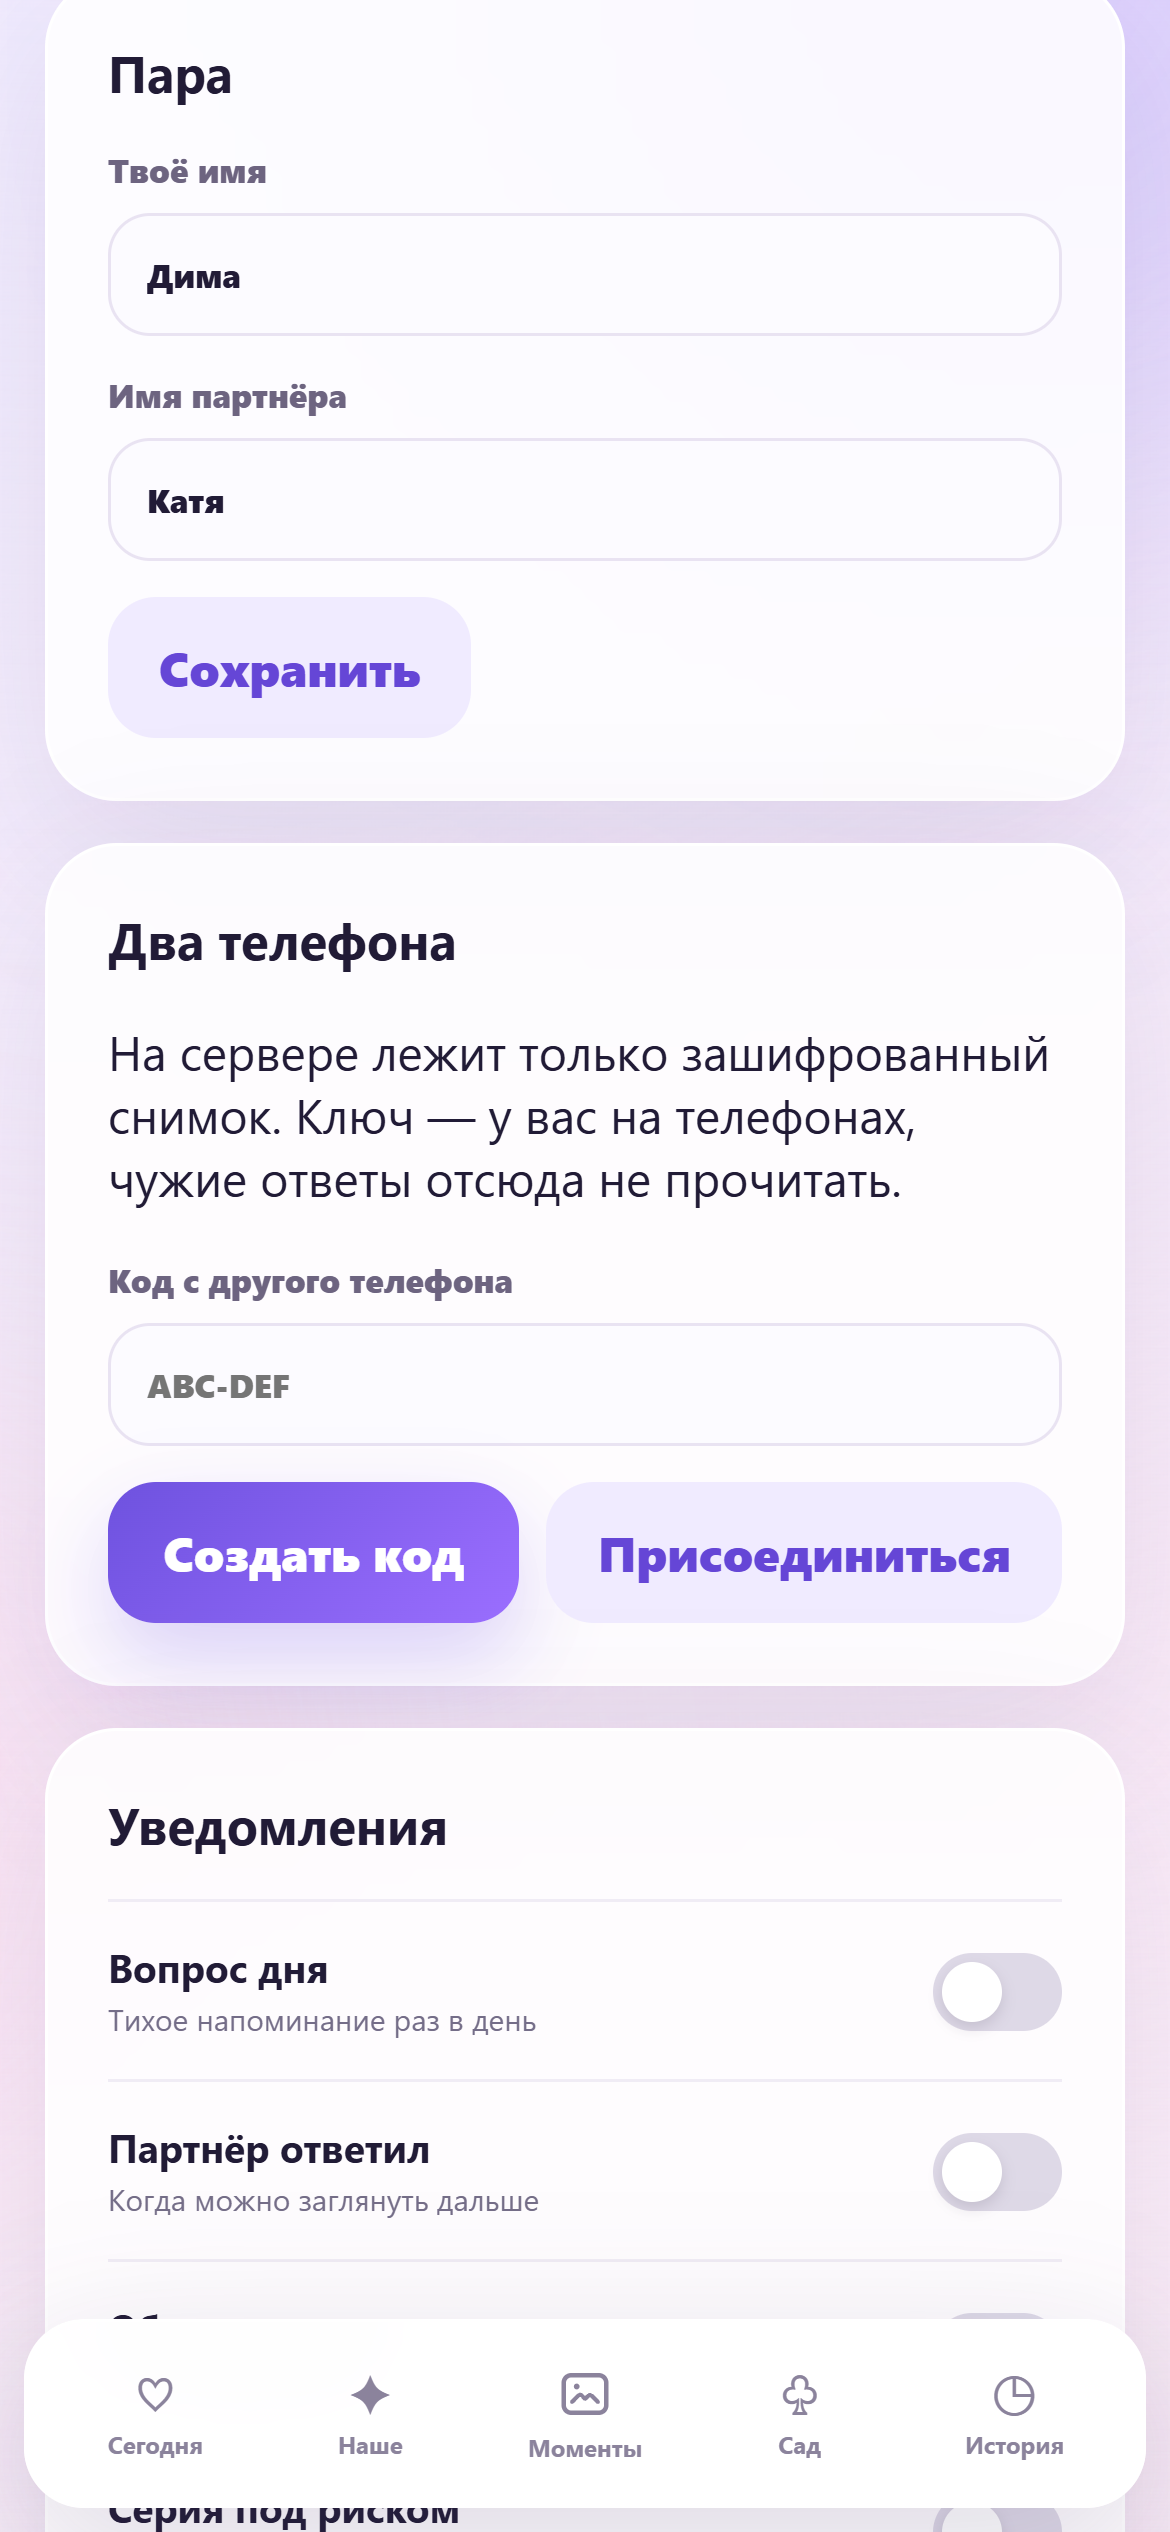 Пара
Твоё имя
Дима
Имя партнёра
Катя
Сохранить
Два телефона
На сервере лежит только зашифрованный
снимок. Ключ — у вас на телефонах,
чужие ответы отсюда не прочитать.
Код с другого телефона
ABC-DEF
Создать код
Присоединиться
Уведомления
Вопрос дня
Тихое напоминание раз в день
Партнёр ответил
Когда можно заглянуть дальше
Сегодня
Наше
Моменты
Сад
История
Серия под риском